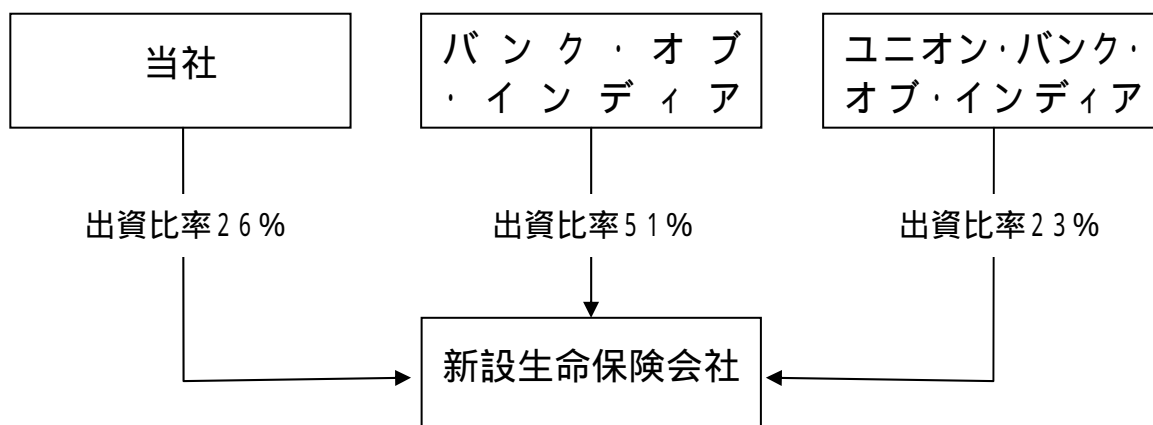 当社
バンク・オブ
・インディア
ユニオン・バンク・
オブ・インディア
出資比率26%
出資比率51%
出資比率23%
新設生命保険会社